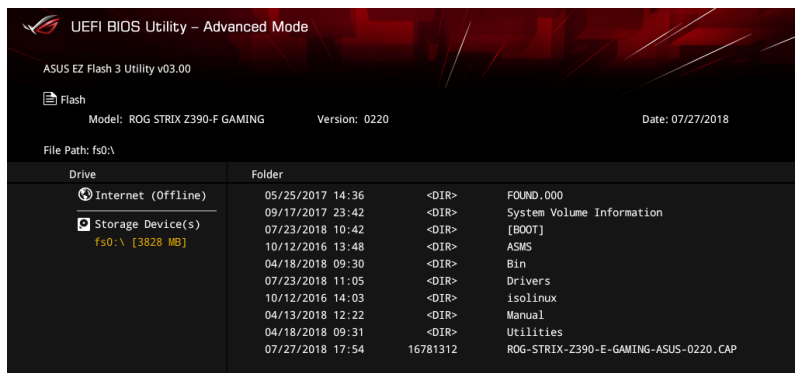 UEFI BIOS Utility – Advanced Mode
ASUS EZ Flash 3 Utility v03.00
Flash
Model: ROG STRIX Z390-F GAMING Version: 0220 Date: 07/27/2018
File Path: fs0:\
Drive Folder
Internet (Offline) 05/25/2017 14:36 <DIR> FOUND.000
09/17/2017 23:42 <DIR> System Volume Information
Storage Device(s) 07/23/2018 10:42 <DIR> [BOOT]
fs0:\ [3828 MB] 10/12/2016 13:48 <DIR> ASMS
04/18/2018 09:30 <DIR> Bin
07/23/2018 11:05 <DIR> Drivers
10/12/2016 14:03 <DIR> isolinux
04/13/2018 12:22 <DIR> Manual
04/18/2018 09:31 <DIR> Utilities
07/27/2018 17:54 16781312 ROG-STRIX-Z390-E-GAMING-ASUS-0220.CAP